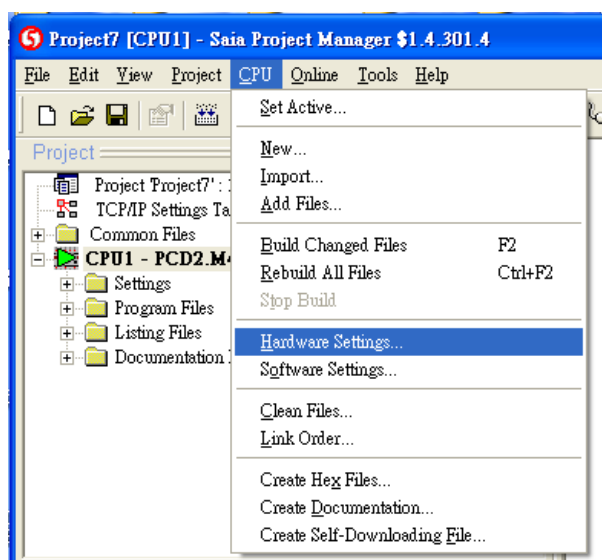 Project7 [CPU1] - Saia Project Manager $1.4.301.4
File Edit View Project CPU Online Tools Help
Set Active...
Project
New...
Project 'Project7' :
Import...
TCP/IP Settings Ta
Add Files...
Common Files
Build Changed Files F2
CPU1 - PCD2.M4
Rebuild All Files Ctrl+F2
Settings
Stop Build
Program Files
Listing Files
Hardware Settings...
Documentation
Software Settings...
Clean Files...
Link Order...
Create Hex Files...
Create Documentation...
Create Self-Downloading File...